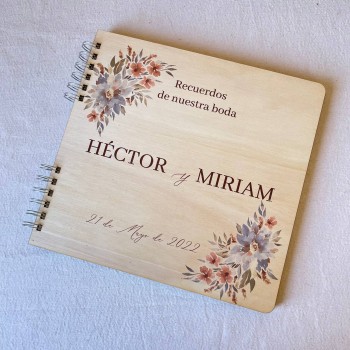 Recuerdos
de nuestra boda
HÉCTOR y MIRIAM
21 de Mayo de 2022